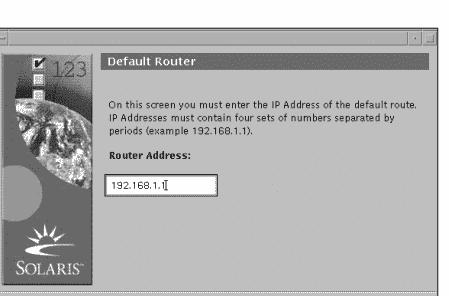 123
Default Router
On this screen you must enter the IP Address of the default route.
IP Addresses must contain four sets of numbers separated by
periods (example 192.168.1.1).
Router Address:
192.168.1.1
SOLARIS™